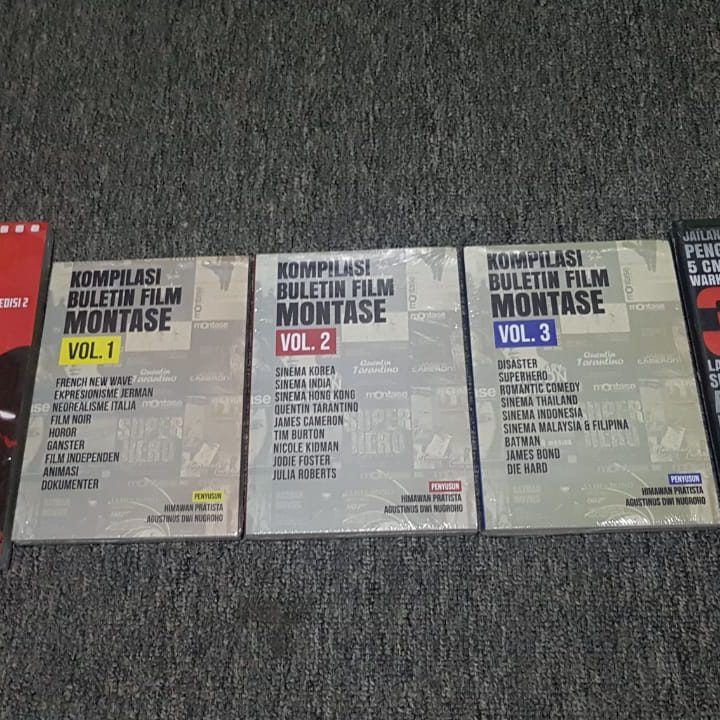 EDISI 2
KOMPILASI
BULETIN FILM
MONTASE
VOL. 1
FRENCH NEW WAVE
EKPRESIONISME JERMAN
NEOREALISME ITALIA
FILM NOIR
HOROR
GANSTER
FILM INDEPENDEN
ANIMASI
DOKUMENTER
PENYUSUN
HIMAWAN PRATISTA
AGUSTINUS DWI NUGROHO
KOMPILASI
BULETIN FILM
MONTASE
VOL. 2
SINEMA KOREA
SINEMA INDIA
SINEMA HONG KONG
QUENTIN TARANTINO
JAMES CAMERON
TIM BURTON
NICOLE KIDMAN
JODIE FOSTER
JULIA ROBERTS
PENYUSUN
HIMAWAN PRATISTA
AGUSTINUS DWI NUGROHO
KOMPILASI
BULETIN FILM
MONTASE
VOL. 3
DISASTER
SUPERHERO
ROMANTIC COMEDY
SINEMA THAILAND
SINEMA INDONESIA
SINEMA MALAYSIA & FILIPINA
BATMAN
JAMES BOND
DIE HARD
PENYUSUN
HIMAWAN PRATISTA
AGUSTINUS DWI NUGROHO
5 CM